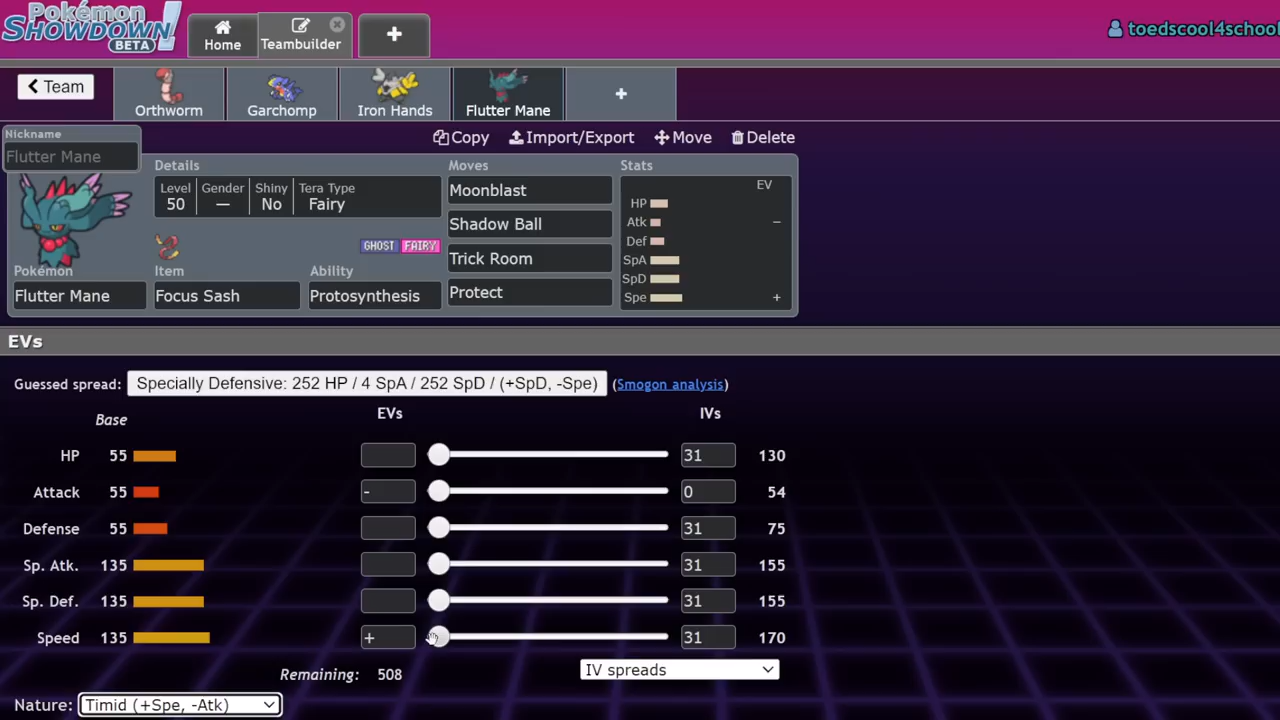 Pokémon
SHOWDOWN!
BETA
Home
Teambuilder
+
toedscool4school
Team
Orthworm
Garchomp
Iron Hands
Flutter Mane
+
Copy
Import/Export
Move
Delete
Nickname
Flutter Mane
Details
Level
50
Gender
—
Shiny
No
Tera Type
Fairy
GHOST FAIRY
Pokémon
Flutter Mane
Item
Focus Sash
Ability
Protosynthesis
Moves
Moonblast
Shadow Ball
Trick Room
Protect
Stats
EV
HP
Atk −
Def
SpA
SpD
Spe +
EVs
Guessed spread: Specially Defensive: 252 HP / 4 SpA / 252 SpD / (+SpD, -Spe) (Smogon analysis)
Base EVs IVs
HP 55 31 130
Attack 55 - 0 54
Defense 55 31 75
Sp. Atk. 135 31 155
Sp. Def. 135 31 155
Speed 135 + 31 170
Remaining: 508
IV spreads
Nature: Timid (+Spe, -Atk)